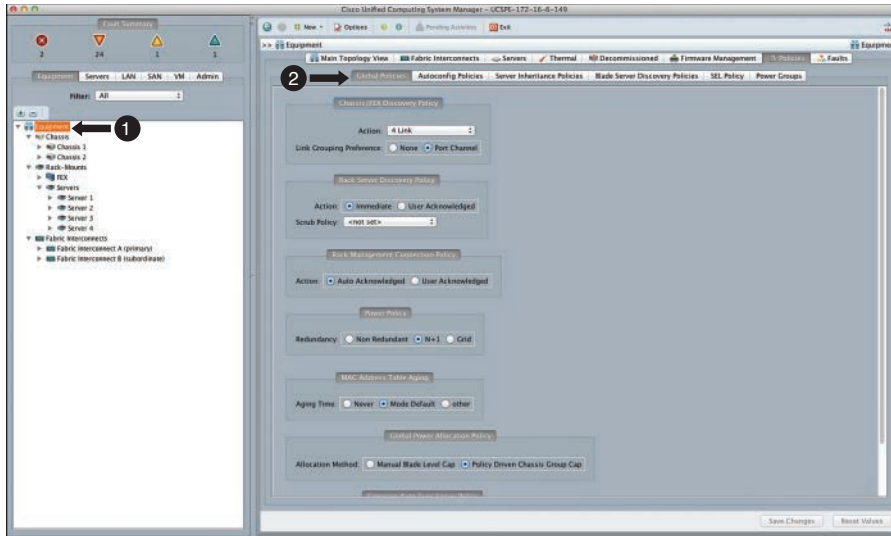 Cisco Unified Computing System Manager - UCSPE-172-16-6-149
Fault Summary
2 24 1 1
Equipment Servers LAN SAN VM Admin
Filter: All
Equipment
Chassis
Chassis 1
Chassis 2
Rack-Mounts
FEX
Servers
Server 1
Server 2
Server 3
Server 4
Fabric Interconnects
Fabric Interconnect A (primary)
Fabric Interconnect B (subordinate)
1
New Options Pending Activities Exit
>> Equipment
Equipme
Main Topology View Fabric Interconnects Servers Thermal Decommissioned Firmware Management Policies Faults
2
Global Policies Autoconfig Policies Server Inheritance Policies Blade Server Discovery Policies SEL Policy Power Groups
Chassis/FEX Discovery Policy
Action: 4 Link
Link Grouping Preference: None Port Channel
Rack Server Discovery Policy
Action: Immediate User Acknowledged
Scrub Policy: <not set>
Rack Management Connection Policy
Action: Auto Acknowledged User Acknowledged
Power Policy
Redundancy: Non Redundant N+1 Grid
MAC Address Table Aging
Aging Time: Never Mode Default other
Global Power Allocation Policy
Allocation Method: Manual Blade Level Cap Policy Driven Chassis Group Cap
Save Changes Reset Values